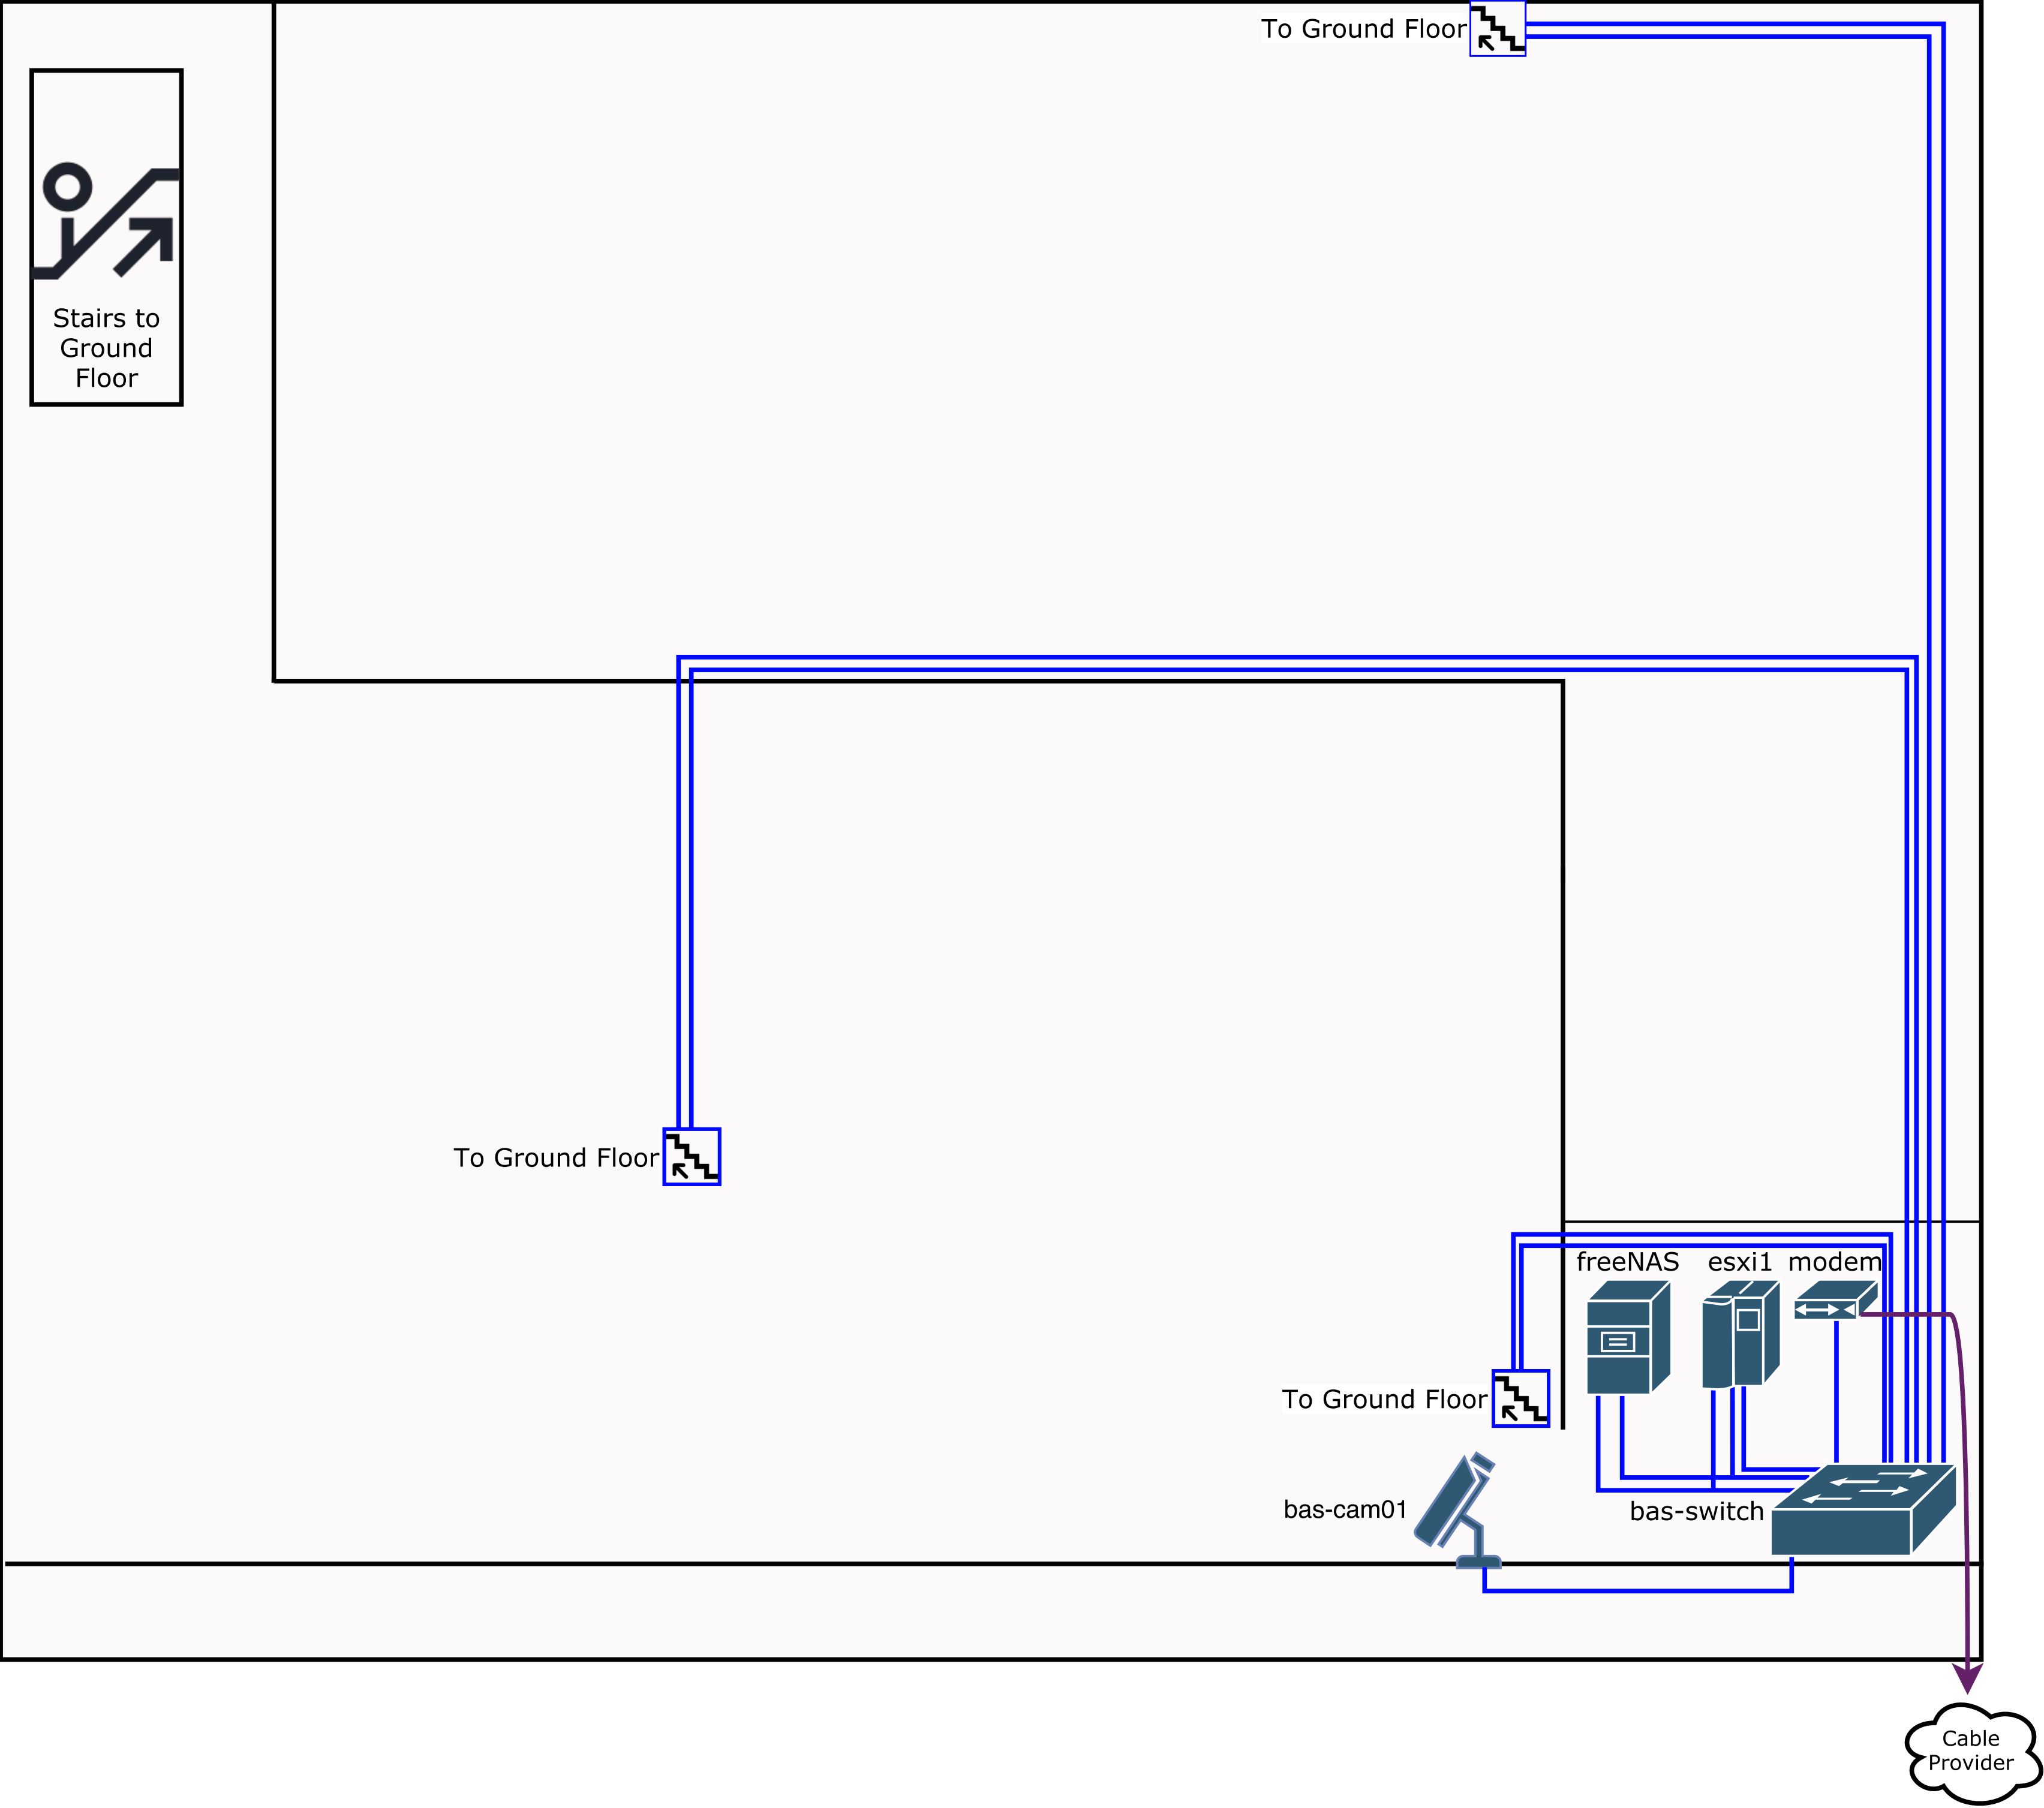 To Ground Floor
Stairs to
Ground
Floor
To Ground Floor
freeNAS
esxi1
modem
To Ground Floor
bas-cam01
bas-switch
Cable
Provider